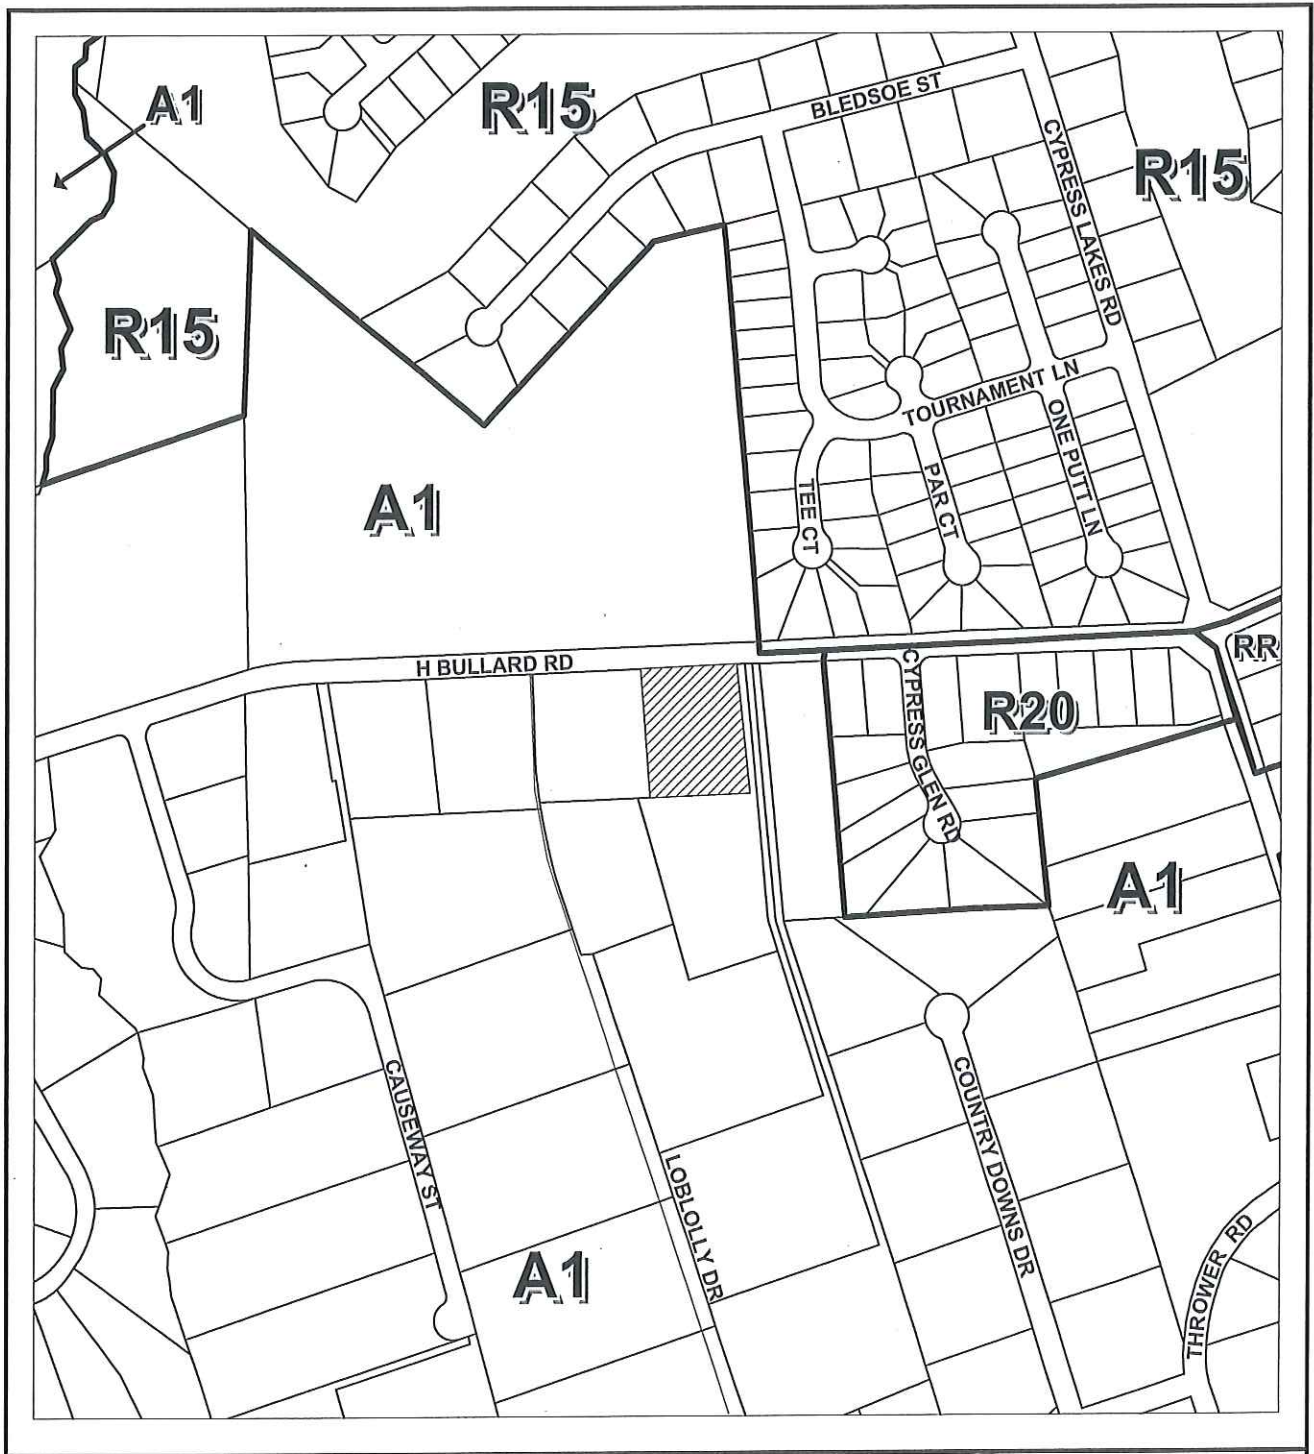 A1
R15
BLEDSOE ST
CYPRESS LAKES RD
R15
R15
TOURNAMENT LN
ONE PUTT LN
PAR CT
TEE CT
A1
H BULLARD RD
CYPRESS GLEN RD
R20
RR
A1
CAUSEWAY ST
LOBLOLLY DR
COUNTRY DOWNS DR
A1
THROWER RD